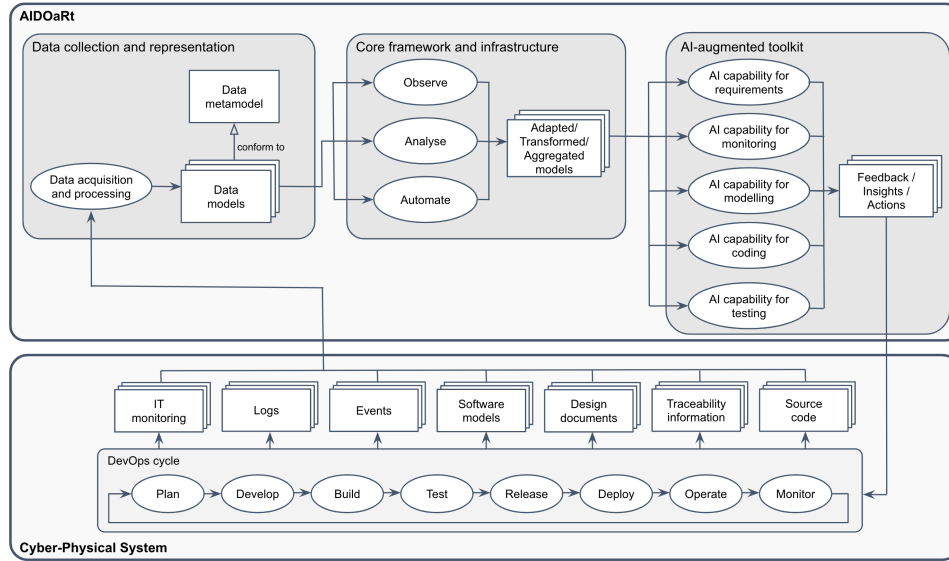 AIDOaRt
Data collection and representation
Data
metamodel
conform to
Data acquisition
and processing
Data
models
Core framework and infrastructure
Observe
Analyse
Automate
Adapted/
Transformed/
Aggregated
models
AI-augmented toolkit
AI capability for
requirements
AI capability for
monitoring
AI capability for
modelling
AI capability for
coding
AI capability for
testing
Feedback /
Insights /
Actions
IT
monitoring
Logs
Events
Software
models
Design
documents
Traceability
information
Source
code
DevOps cycle
Plan
Develop
Build
Test
Release
Deploy
Operate
Monitor
Cyber-Physical System